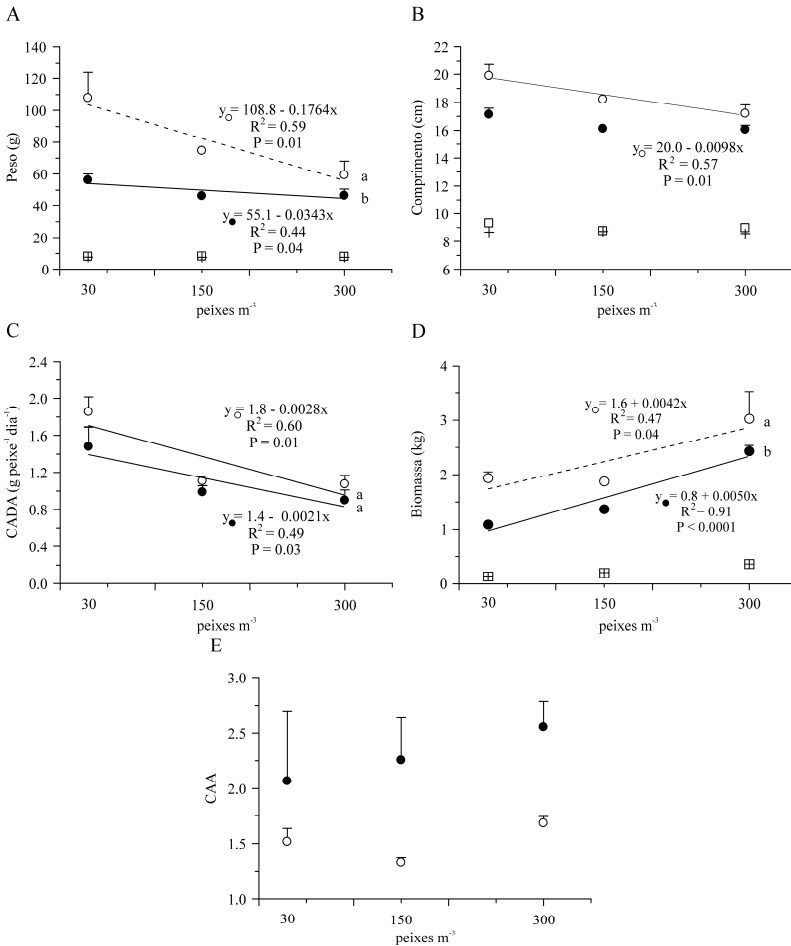 A
140
120
100
80
60
40
20
0
Peso (g)
y = 108.8 - 0.1764x
R² = 0.59
P = 0.01
a
b
y = 55.1 - 0.0343x
R² = 0.44
P = 0.04
30
150
300
peixes m⁻³
B
22
20
18
16
14
12
10
8
6
Comprimento (cm)
y = 20.0 - 0.0098x
R² = 0.57
P = 0.01
30
150
300
peixes m⁻³
C
2.4
2.0
1.6
1.2
0.8
0.4
0.0
CADA (g peixe⁻¹ dia⁻¹)
y = 1.8 - 0.0028x
R² = 0.60
P = 0.01
a
a
y = 1.4 - 0.0021x
R² = 0.49
P = 0.03
30
150
300
peixes m⁻³
D
4
3
2
1
0
Biomassa (kg)
y = 1.6 + 0.0042x
R² = 0.47
P = 0.04
a
b
y = 0.8 + 0.0050x
R² – 0.91
P < 0.0001
30
150
300
peixes m⁻³
E
3.0
2.5
2.0
1.5
1.0
CAA
30
150
300
peixes m⁻³